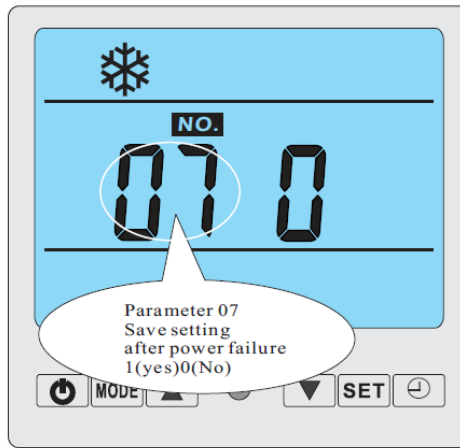 NO.
07 0
Parameter 07
Save setting
after power failure
1(yes)0(No)
MODE SET